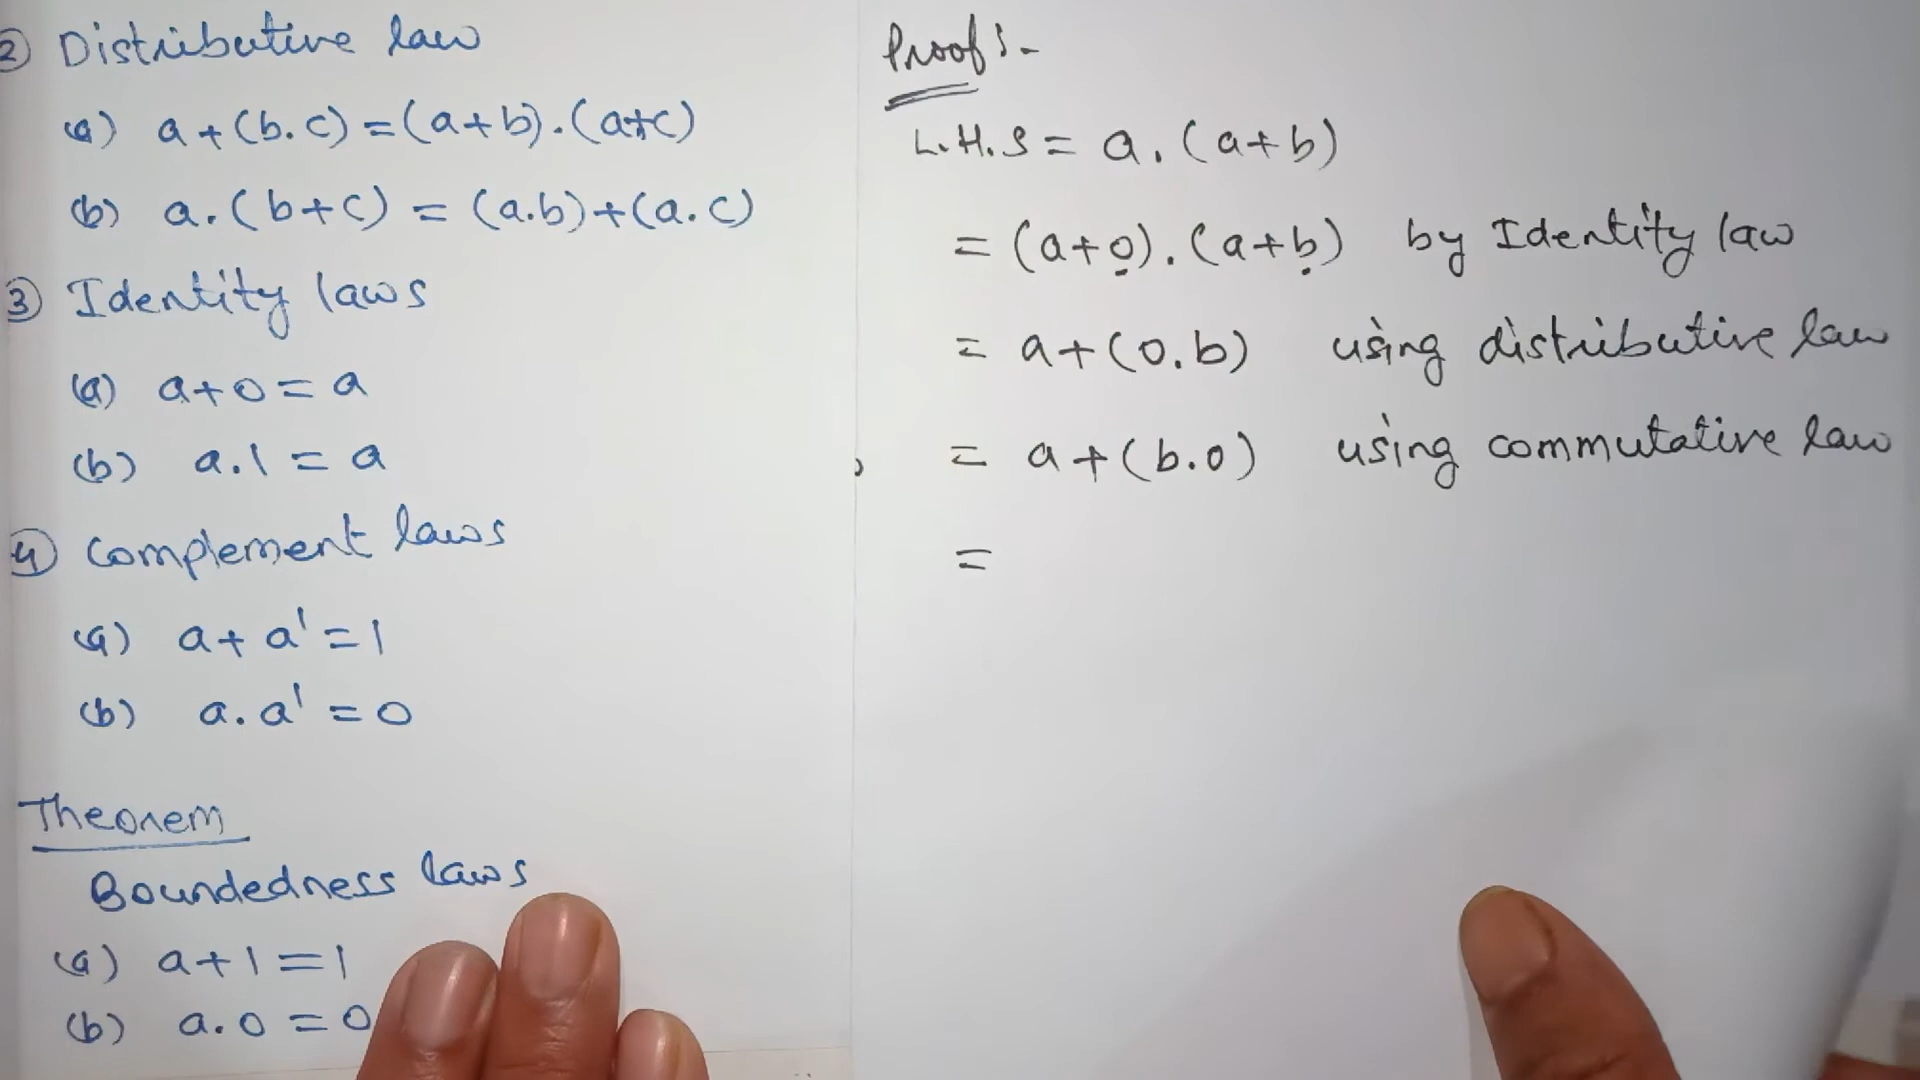 ② Distributive law
(a) a+(b.c)=(a+b).(a+c)
(b) a.(b+c) = (a.b)+(a.c)
③ Identity laws
(a) a+0=a
(b) a.1=a
④ Complement laws
(a) a+a'=1
(b) a.a'=0
Theorem
Boundedness laws
(a) a+1=1
(b) a.0=0
Proof:-
L.H.S = a.(a+b)
= (a+0).(a+b) by Identity law
= a+(0.b) using distributive law
= a+(b.0) using commutative law
=